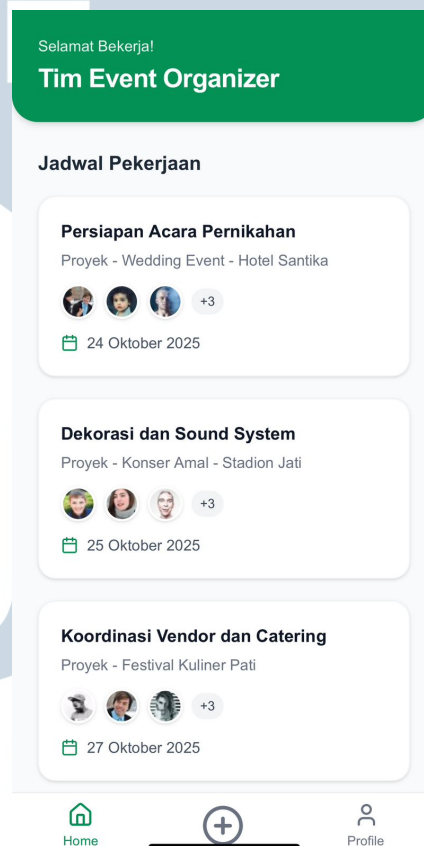 Selamat Bekerja!
Tim Event Organizer
Jadwal Pekerjaan
Persiapan Acara Pernikahan
Proyek - Wedding Event - Hotel Santika
+3
24 Oktober 2025
Dekorasi dan Sound System
Proyek - Konser Amal - Stadion Jati
+3
25 Oktober 2025
Koordinasi Vendor dan Catering
Proyek - Festival Kuliner Pati
+3
27 Oktober 2025
Home
Profile